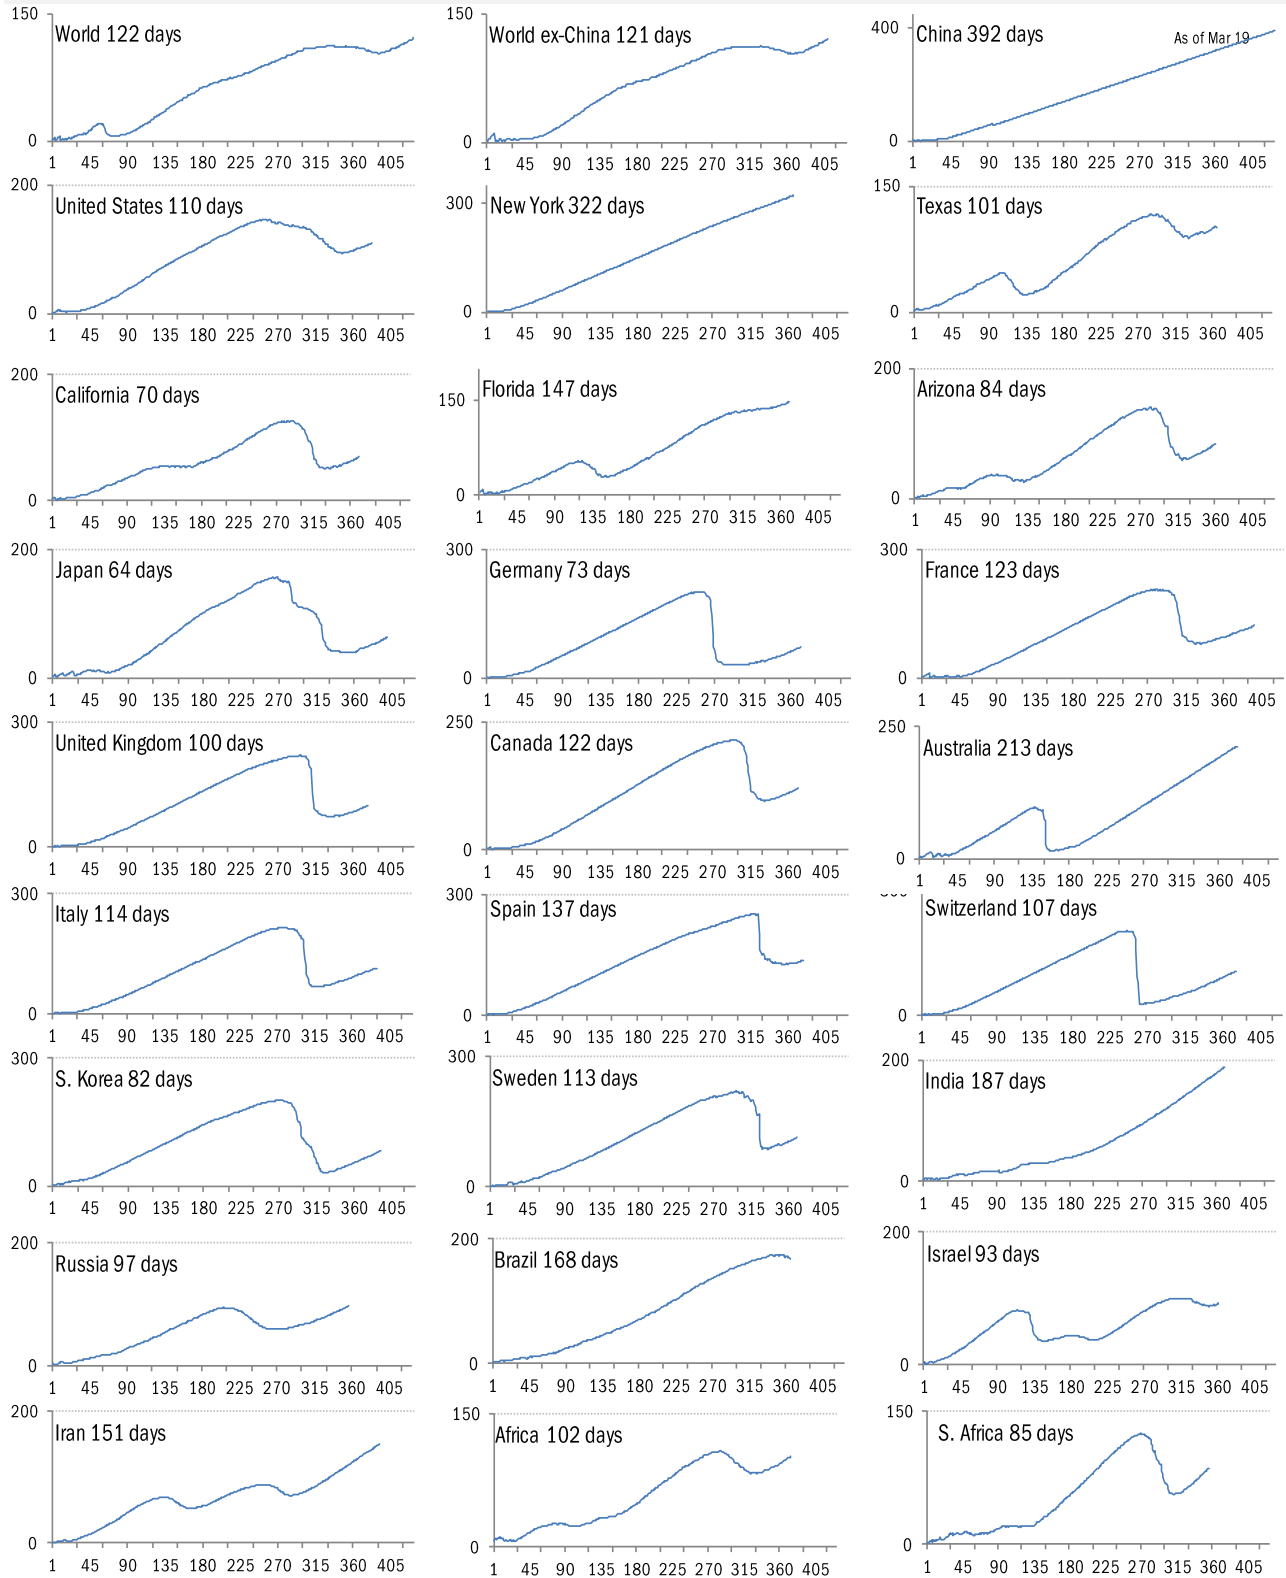 150
World 122 days
0
1 45 90 135 180 225 270 315 360 405
150
World ex-China 121 days
0
1 45 90 135 180 225 270 315 360 405
400
China 392 days
As of Mar 19
0
1 45 90 135 180 225 270 315 360 405
200
United States 110 days
0
1 45 90 135 180 225 270 315 360 405
300
New York 322 days
0
1 45 90 135 180 225 270 315 360 405
150
Texas 101 days
0
1 45 90 135 180 225 270 315 360 405
200
California 70 days
0
1 45 90 135 180 225 270 315 360 405
Florida 147 days
150
0
1 45 90 135 180 225 270 315 360 405
200
Arizona 84 days
0
1 45 90 135 180 225 270 315 360 405
200
Japan 64 days
0
1 45 90 135 180 225 270 315 360 405
300
Germany 73 days
0
1 45 90 135 180 225 270 315 360 405
300
France 123 days
0
1 45 90 135 180 225 270 315 360 405
300
United Kingdom 100 days
0
1 45 90 135 180 225 270 315 360 405
250
Canada 122 days
0
1 45 90 135 180 225 270 315 360 405
250
Australia 213 days
0
1 45 90 135 180 225 270 315 360 405
300
Italy 114 days
0
1 45 90 135 180 225 270 315 360 405
300
Spain 137 days
0
1 45 90 135 180 225 270 315 360 405
Switzerland 107 days
0
1 45 90 135 180 225 270 315 360 405
300
S. Korea 82 days
0
1 45 90 135 180 225 270 315 360 405
300
Sweden 113 days
0
1 45 90 135 180 225 270 315 360 405
200
India 187 days
0
1 45 90 135 180 225 270 315 360 405
200
Russia 97 days
0
1 45 90 135 180 225 270 315 360 405
200
Brazil 168 days
0
1 45 90 135 180 225 270 315 360 405
200
Israel 93 days
0
1 45 90 135 180 225 270 315 360 405
200
Iran 151 days
0
1 45 90 135 180 225 270 315 360 405
150
Africa 102 days
0
1 45 90 135 180 225 270 315 360 405
150
S. Africa 85 days
0
1 45 90 135 180 225 270 315 360 405